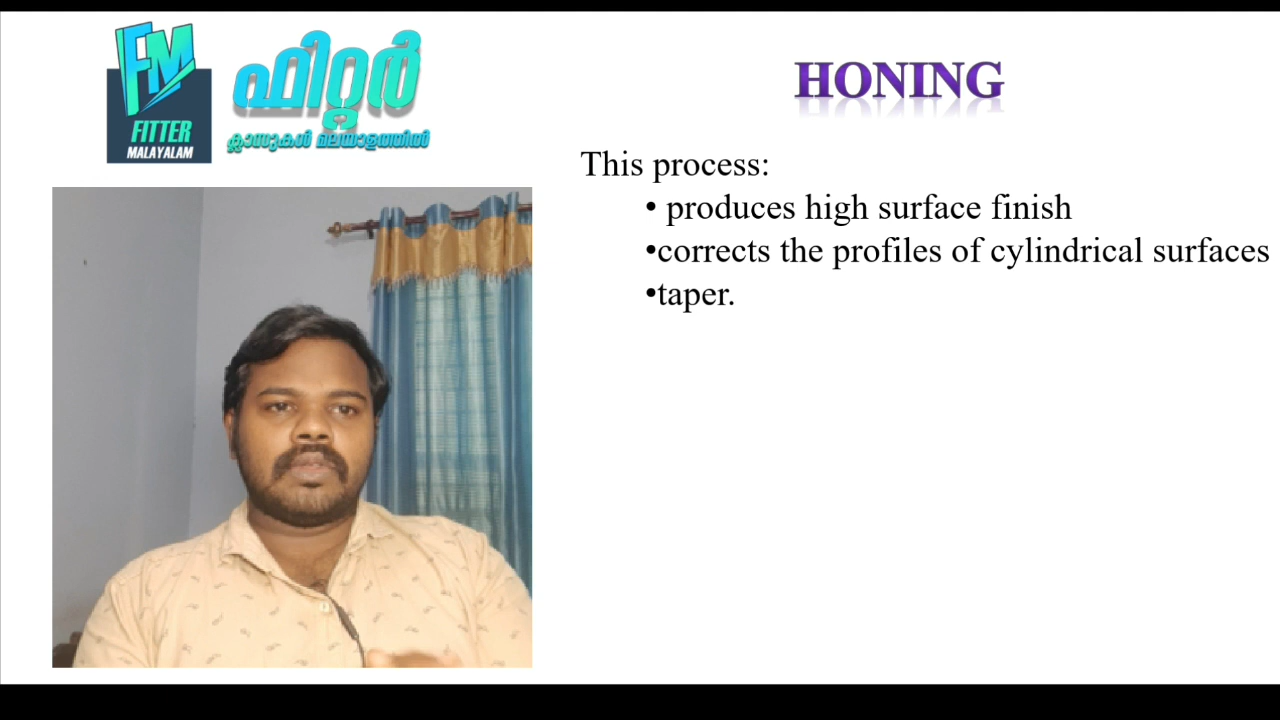 FM
FITTER
MALAYALAM
ഫിറ്റർ
ക്ലാസുകൾ മലയാളത്തിൽ
HONING
This process:
• produces high surface finish
•corrects the profiles of cylindrical surfaces
•taper.